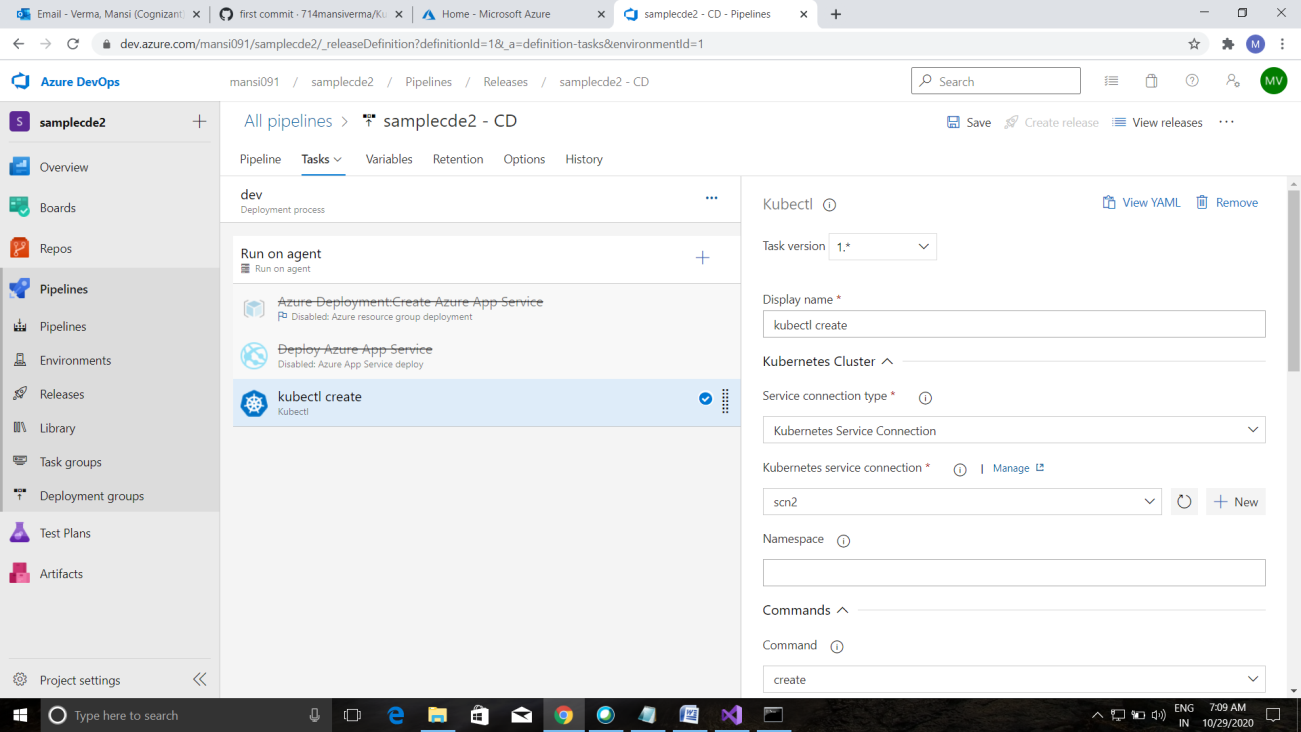 Email - Verma, Mansi (Cognizant)
first commit · 714mansiverma/Ku
Home - Microsoft Azure
samplecde2 - CD - Pipelines
dev.azure.com/mansi091/samplecde2/_releaseDefinition?definitionId=1&_a=definition-tasks&environmentId=1
M
Azure DevOps
mansi091 / samplecde2 / Pipelines / Releases / samplecde2 - CD
Search
MV
S samplecde2
Overview
Boards
Repos
Pipelines
Pipelines
Environments
Releases
Library
Task groups
Deployment groups
Test Plans
Artifacts
Project settings
All pipelines > samplecde2 - CD
Save
Create release
View releases
Pipeline
Tasks
Variables
Retention
Options
History
dev
Deployment process
Run on agent
Run on agent
Azure Deployment:Create Azure App Service
Disabled: Azure resource group deployment
Deploy Azure App Service
Disabled: Azure App Service deploy
kubectl create
Kubectl
Kubectl
View YAML
Remove
Task version 1.*
Display name *
kubectl create
Kubernetes Cluster
Service connection type *
Kubernetes Service Connection
Kubernetes service connection * | Manage
scn2
New
Namespace
Commands
Command
create
Type here to search
ENG
IN
7:09 AM
10/29/2020